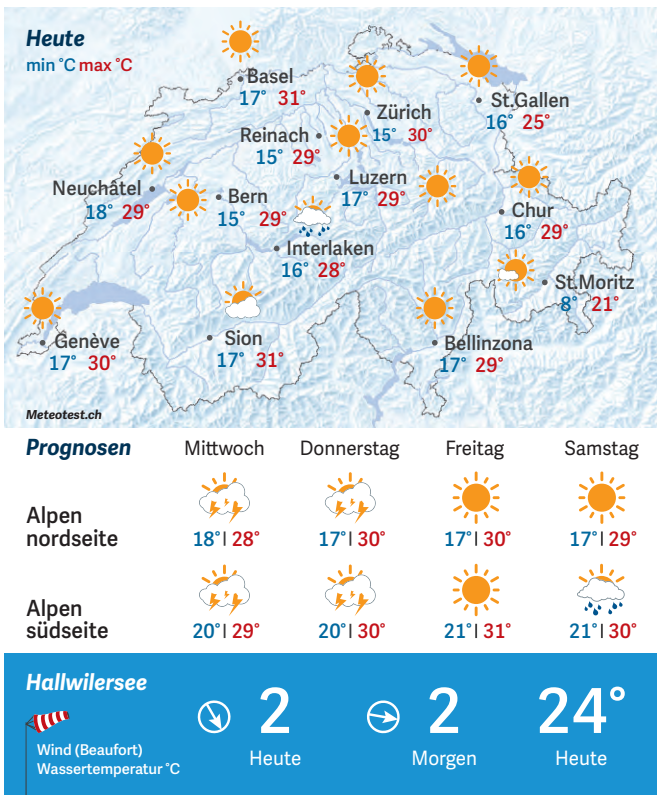 Heute
min °C max °C
Basel
17° 31°
St.Gallen
16° 25°
Zürich
15° 30°
Reinach
15° 29°
Luzern
17° 29°
Neuchâtel
18° 29°
Bern
15° 29°
Chur
16° 29°
Interlaken
16° 28°
St.Moritz
8° 21°
Genève
17° 30°
Sion
17° 31°
Bellinzona
17° 29°
Meteotest.ch
Prognosen Mittwoch Donnerstag Freitag Samstag
Alpen
nordseite
18°| 28° 17°| 30° 17°| 30° 17°| 29°
Alpen
südseite
20°| 29° 20°| 30° 21°| 31° 21°| 30°
Hallwilersee
2 2 24°
Wind (Beaufort)
Wassertemperatur °C
Heute Morgen Heute